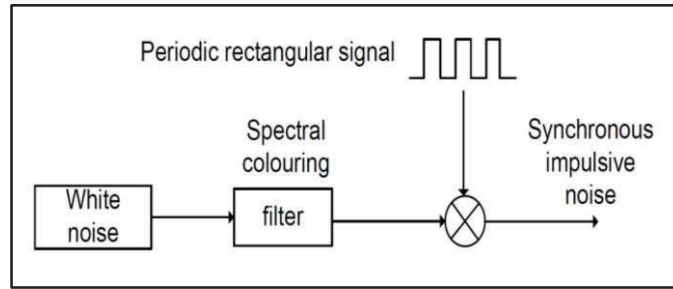 Periodic rectangular signal
Spectral
colouring
Synchronous
impulsive
noise
White
noise
filter